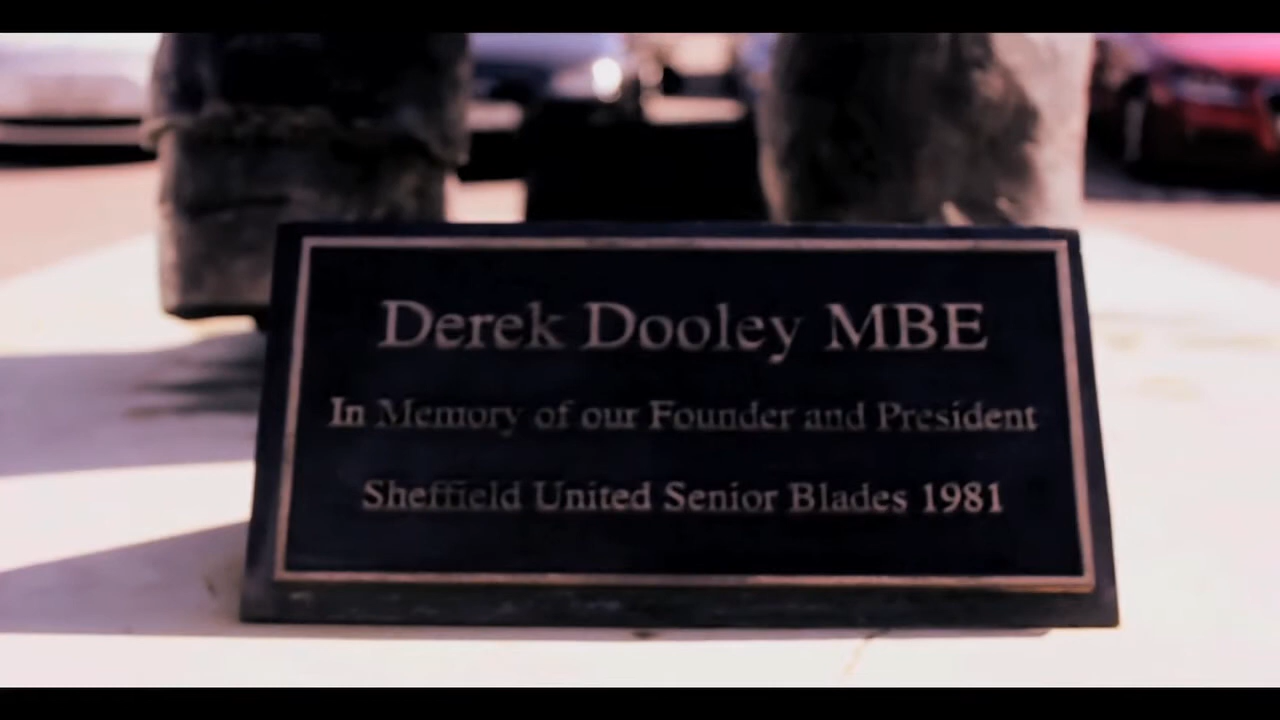 Derek Dooley MBE
In Memory of our Founder and President
Sheffield United Senior Blades 1981